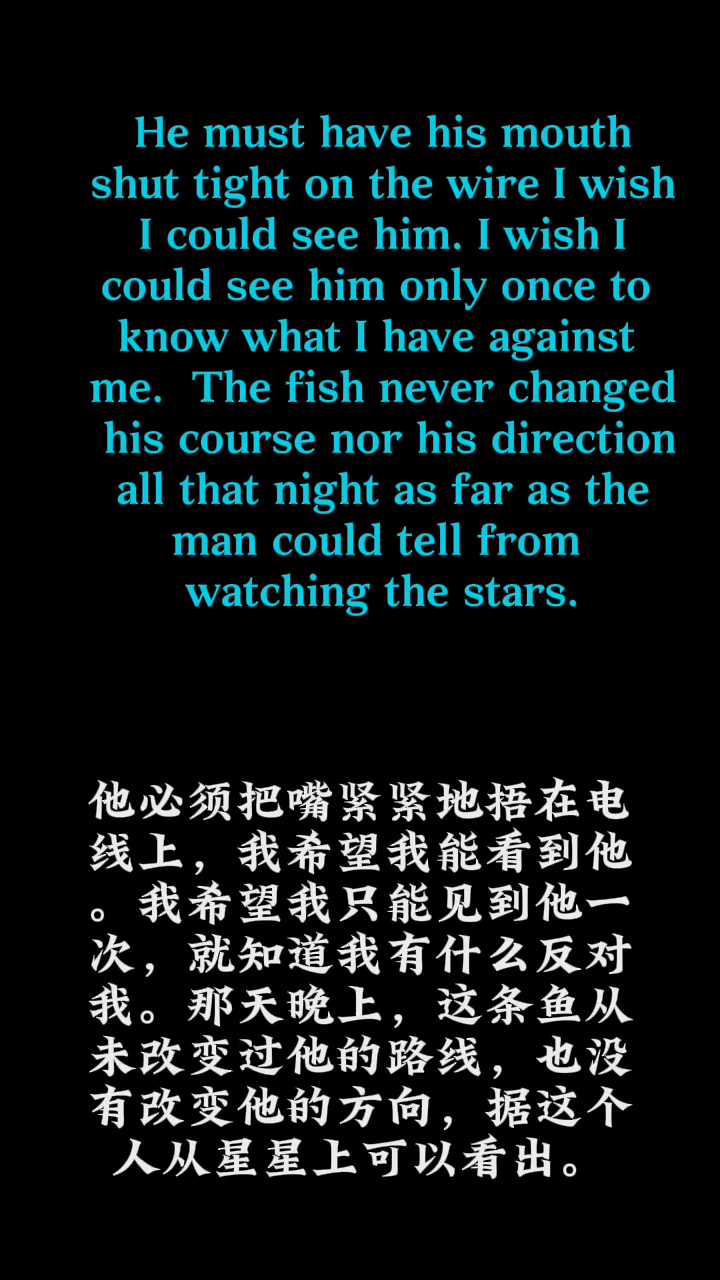 He must have his mouth
shut tight on the wire I wish
I could see him. I wish I
could see him only once to
know what I have against
me.  The fish never changed
his course nor his direction
all that night as far as the
man could tell from
watching the stars.
他必须把嘴紧紧地捂在电
线上，我希望我能看到他
。我希望我只能见到他一
次，就知道我有什么反对
我。那天晚上，这条鱼从
未改变过他的路线，也没
有改变他的方向，据这个
人从星星上可以看出。